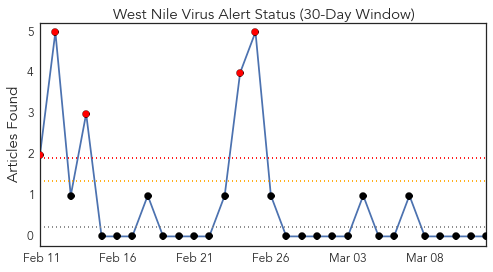 West Nile Virus Alert Status (30-Day Window)
Articles Found
5
4
3
2
1
0
Feb 11 Feb 16 Feb 21 Feb 26 Mar 03 Mar 08